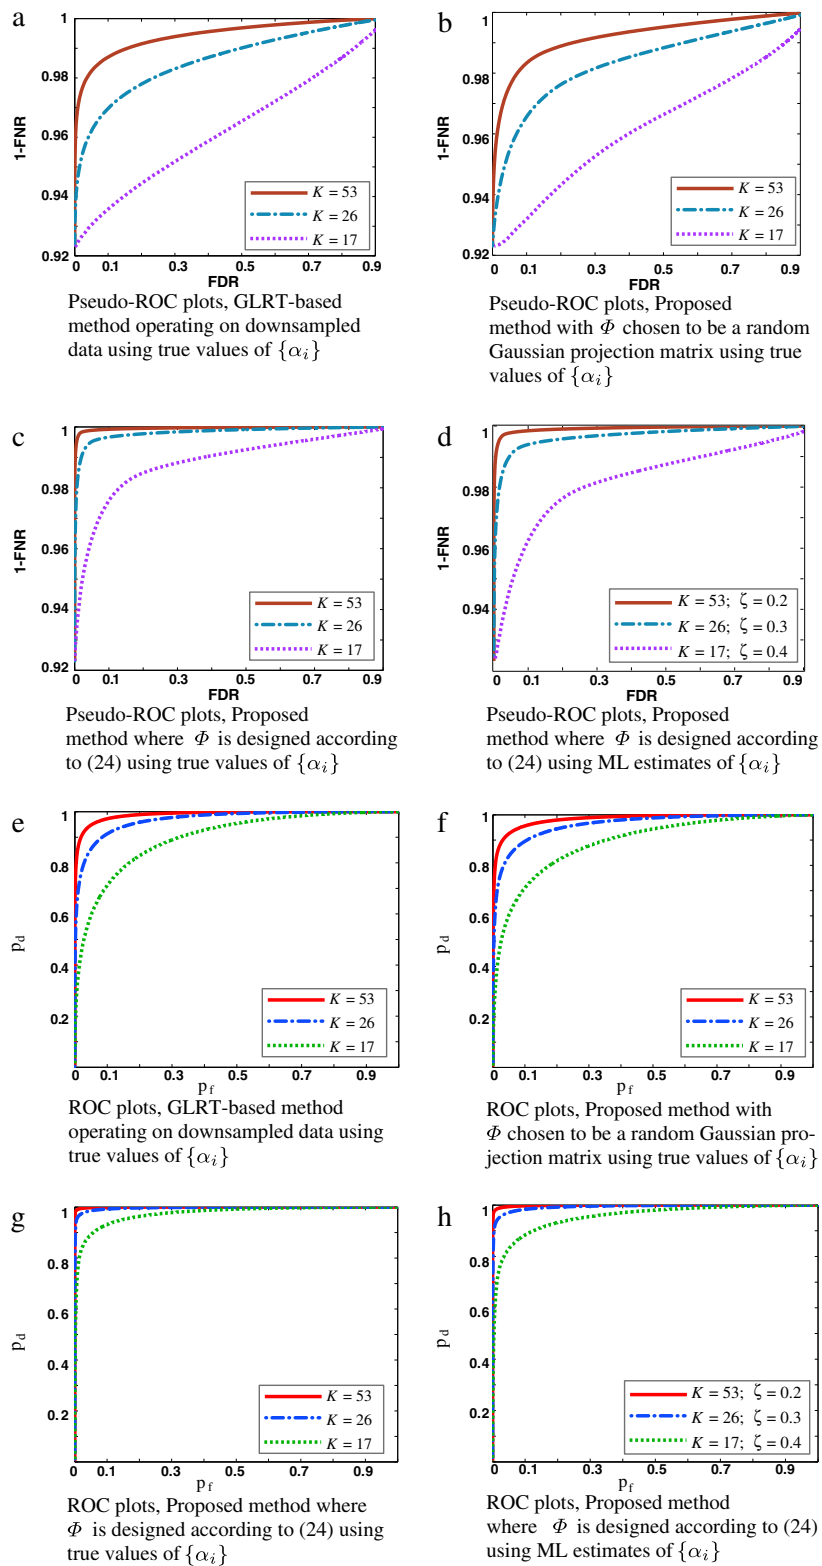 a
1
0.98
0.96
0.94
0.92
1-FNR
K = 53
K = 26
K = 17
0 0.1 0.3 0.5 0.7 0.9
FDR
Pseudo-ROC plots, GLRT-based
method operating on downsampled
data using true values of {α_i}
b
1
0.98
0.96
0.94
0.92
1-FNR
K = 53
K = 26
K = 17
0 0.1 0.3 0.5 0.7 0.9
FDR
Pseudo-ROC plots, Proposed
method with Φ chosen to be a random
Gaussian projection matrix using true
values of {α_i}
c
1
0.98
0.96
0.94
0.92
1-FNR
K = 53
K = 26
K = 17
0 0.1 0.3 0.5 0.7 0.9
FDR
Pseudo-ROC plots, Proposed
method where Φ is designed according
to (24) using true values of {α_i}
d
1
0.98
0.96
0.94
1-FNR
K = 53; ζ = 0.2
K = 26; ζ = 0.3
K = 17; ζ = 0.4
0 0.1 0.3 0.5 0.7 0.9
FDR
Pseudo-ROC plots, Proposed
method where Φ is designed according
to (24) using ML estimates of {α_i}
e
1
0.8
0.6
0.4
0.2
p_d
K = 53
K = 26
K = 17
0 0.1 0.3 0.5 0.7 0.9
p_f
ROC plots, GLRT-based method
operating on downsampled data using
true values of {α_i}
f
1
0.8
0.6
0.4
0.2
p_d
K = 53
K = 26
K = 17
0 0.1 0.3 0.5 0.7 0.9
p_f
ROC plots, Proposed method with
Φ chosen to be a random Gaussian pro-
jection matrix using true values of {α_i}
g
1
0.8
0.6
0.4
0.2
p_d
K = 53
K = 26
K = 17
0 0.1 0.3 0.5 0.7 0.9
p_f
ROC plots, Proposed method where
Φ is designed according to (24) using
true values of {α_i}
h
1
0.8
0.6
0.4
0.2
p_d
K = 53; ζ = 0.2
K = 26; ζ = 0.3
K = 17; ζ = 0.4
0 0.1 0.3 0.5 0.7 0.9
p_f
ROC plots, Proposed method
where Φ is designed according to (24)
using ML estimates of {α_i}